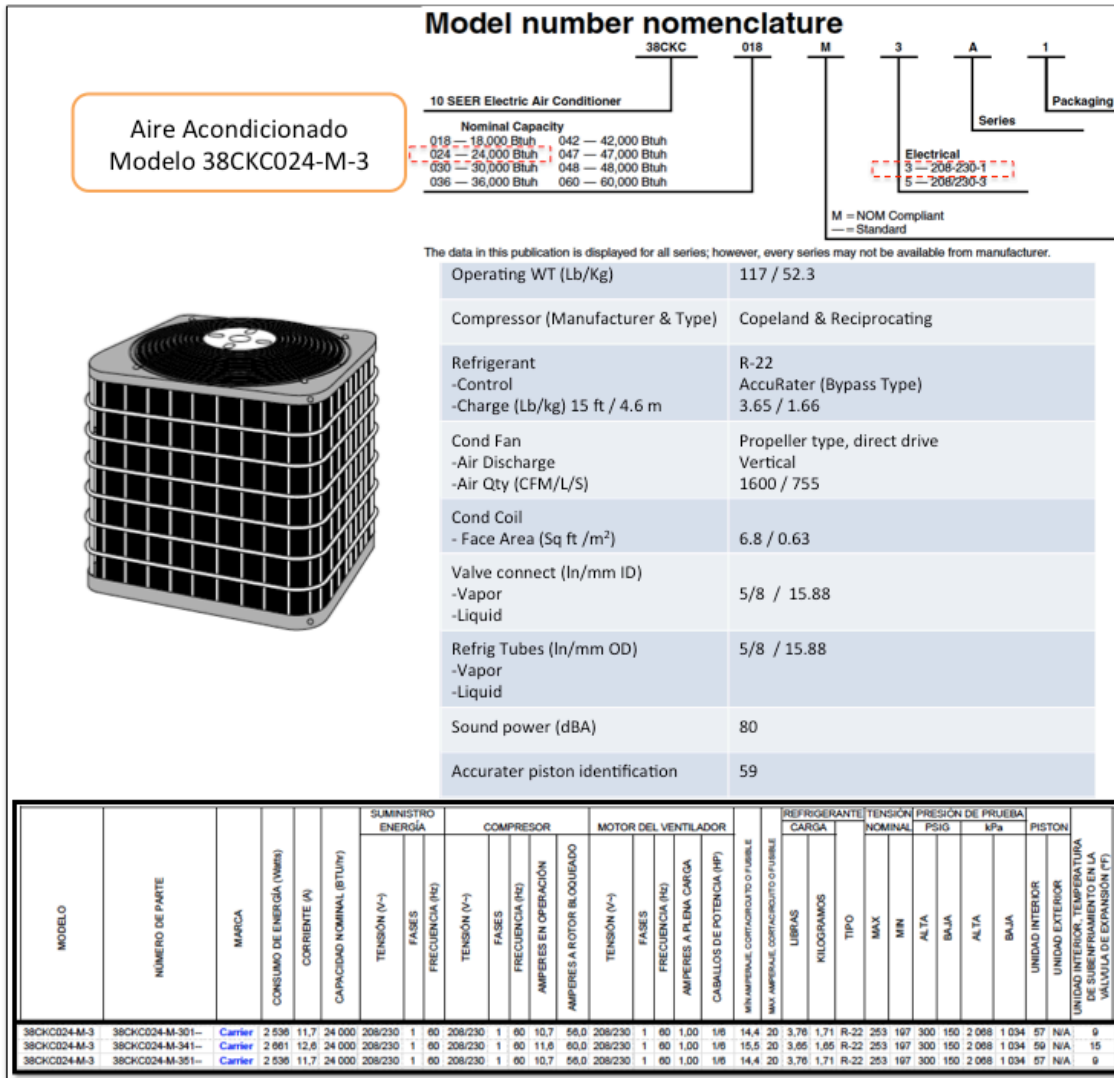 Model number nomenclature
38CKC 018 M 3 A 1
10 SEER Electric Air Conditioner
Packaging
Series
Aire Acondicionado
Modelo 38CKC024-M-3
Nominal Capacity
018 — 18,000 Btuh 042 — 42,000 Btuh
024 — 24,000 Btuh 047 — 47,000 Btuh
030 — 30,000 Btuh 048 — 48,000 Btuh
036 — 36,000 Btuh 060 — 60,000 Btuh
Electrical
3 — 208-230-1
5 — 208/230-3
M = NOM Compliant
— = Standard
The data in this publication is displayed for all series; however, every series may not be available from manufacturer.
Operating WT (Lb/Kg) 117 / 52.3
Compressor (Manufacturer & Type) Copeland & Reciprocating
Refrigerant R-22
-Control AccuRater (Bypass Type)
-Charge (Lb/kg) 15 ft / 4.6 m 3.65 / 1.66
Cond Fan Propeller type, direct drive
-Air Discharge Vertical
-Air Qty (CFM/L/S) 1600 / 755
Cond Coil
- Face Area (Sq ft /m²) 6.8 / 0.63
Valve connect (In/mm ID)
-Vapor 5/8 / 15.88
-Liquid
Refrig Tubes (In/mm OD) 5/8 / 15.88
-Vapor
-Liquid
Sound power (dBA) 80
Accurater piston identification 59
SUMINISTRO ENERGÍA COMPRESOR MOTOR DEL VENTILADOR REFRIGERANTE TENSIÓN NOMINAL PRESIÓN DE PRUEBA
CARGA PSIG kPa PISTON
MODELO
NÚMERO DE PARTE
MARCA
CONSUMO DE ENERGÍA (Watts)
CORRIENTE (A)
CAPACIDAD NOMINAL (BTU/hr)
TENSIÓN (V~)
FASES
FRECUENCIA (Hz)
TENSIÓN (V~)
FASES
FRECUENCIA (Hz)
AMPERES EN OPERACIÓN
AMPERES A ROTOR BLOQUEADO
TENSIÓN (V~)
FASES
FRECUENCIA (Hz)
AMPERES A PLENA CARGA
CABALLOS DE POTENCIA (HP)
MÍN AMPERAJE, CORTACIRCUITO O FUSIBLE
MAX AMPERAJE, CORTACIRCUITO O FUSIBLE
LIBRAS
KILOGRAMOS
TIPO
MAX
MIN
ALTA
BAJA
ALTA
BAJA
UNIDAD INTERIOR
UNIDAD EXTERIOR
UNIDAD INTERIOR, TEMPERATURA DE SUBENFRIAMIENTO EN LA VÁLVULA DE EXPANSIÓN (°F)
38CKC024-M-3 38CKC024-M-301-- Carrier 2 536 11,7 24 000 208/230 1 60 208/230 1 60 10,7 56,0 208/230 1 60 1,00 1/6 14,4 20 3,76 1,71 R-22 253 197 300 150 2 068 1 034 57 N/A 9
38CKC024-M-3 38CKC024-M-341-- Carrier 2 661 12,6 24 000 208/230 1 60 208/230 1 60 11,6 60,0 208/230 1 60 1,00 1/6 15,5 20 3,65 1,65 R-22 253 197 300 150 2 068 1 034 59 N/A 15
38CKC024-M-3 38CKC024-M-351-- Carrier 2 536 11,7 24 000 208/230 1 60 208/230 1 60 10,7 56,0 208/230 1 60 1,00 1/6 14,4 20 3,76 1,71 R-22 253 197 300 150 2 068 1 034 57 N/A 9